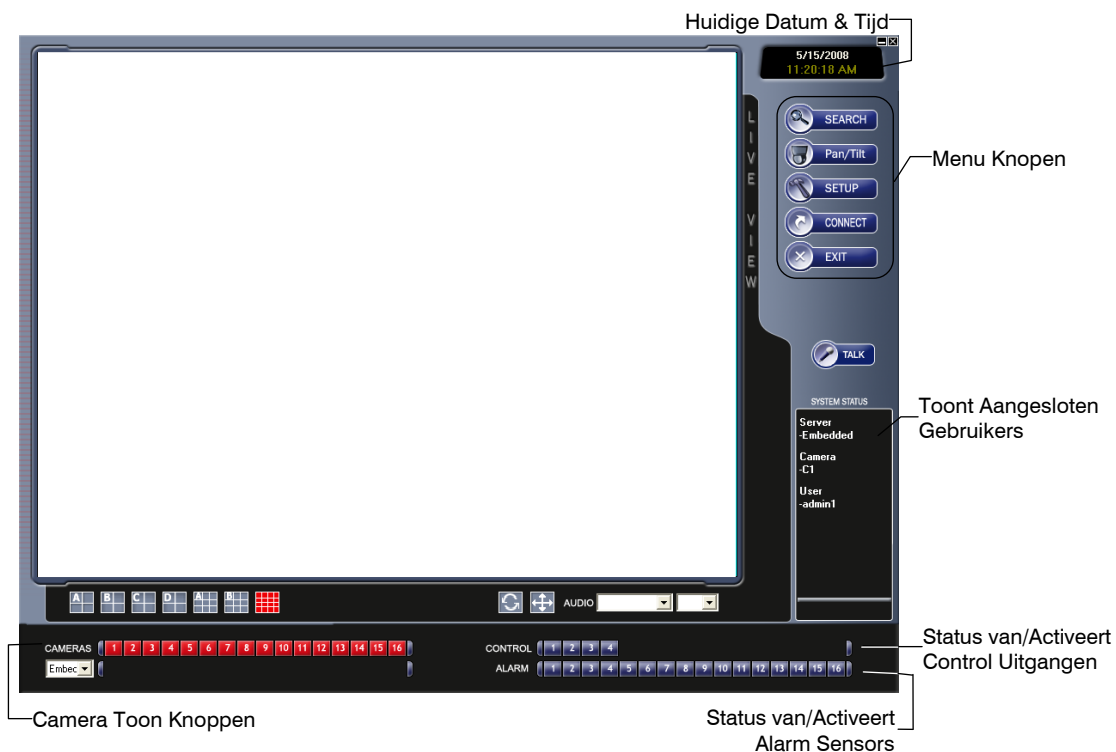 Huidige Datum & Tijd
5/15/2008
11:20:18 AM
LIVE VIEW
SEARCH
Pan/Tilt
SETUP
CONNECT
EXIT
Menu Knopen
TALK
SYSTEM STATUS
Server
-Embedded
Camera
-C1
User
-admin1
Toont Aangesloten
Gebruikers
A B C D A B
AUDIO
CAMERAS 1 2 3 4 5 6 7 8 9 10 11 12 13 14 15 16
CONTROL 1 2 3 4
Embec
ALARM 1 2 3 4 5 6 7 8 9 10 11 12 13 14 15 16
Status van/Activeert
Control Uitgangen
Camera Toon Knoppen
Status van/Activeert
Alarm Sensors